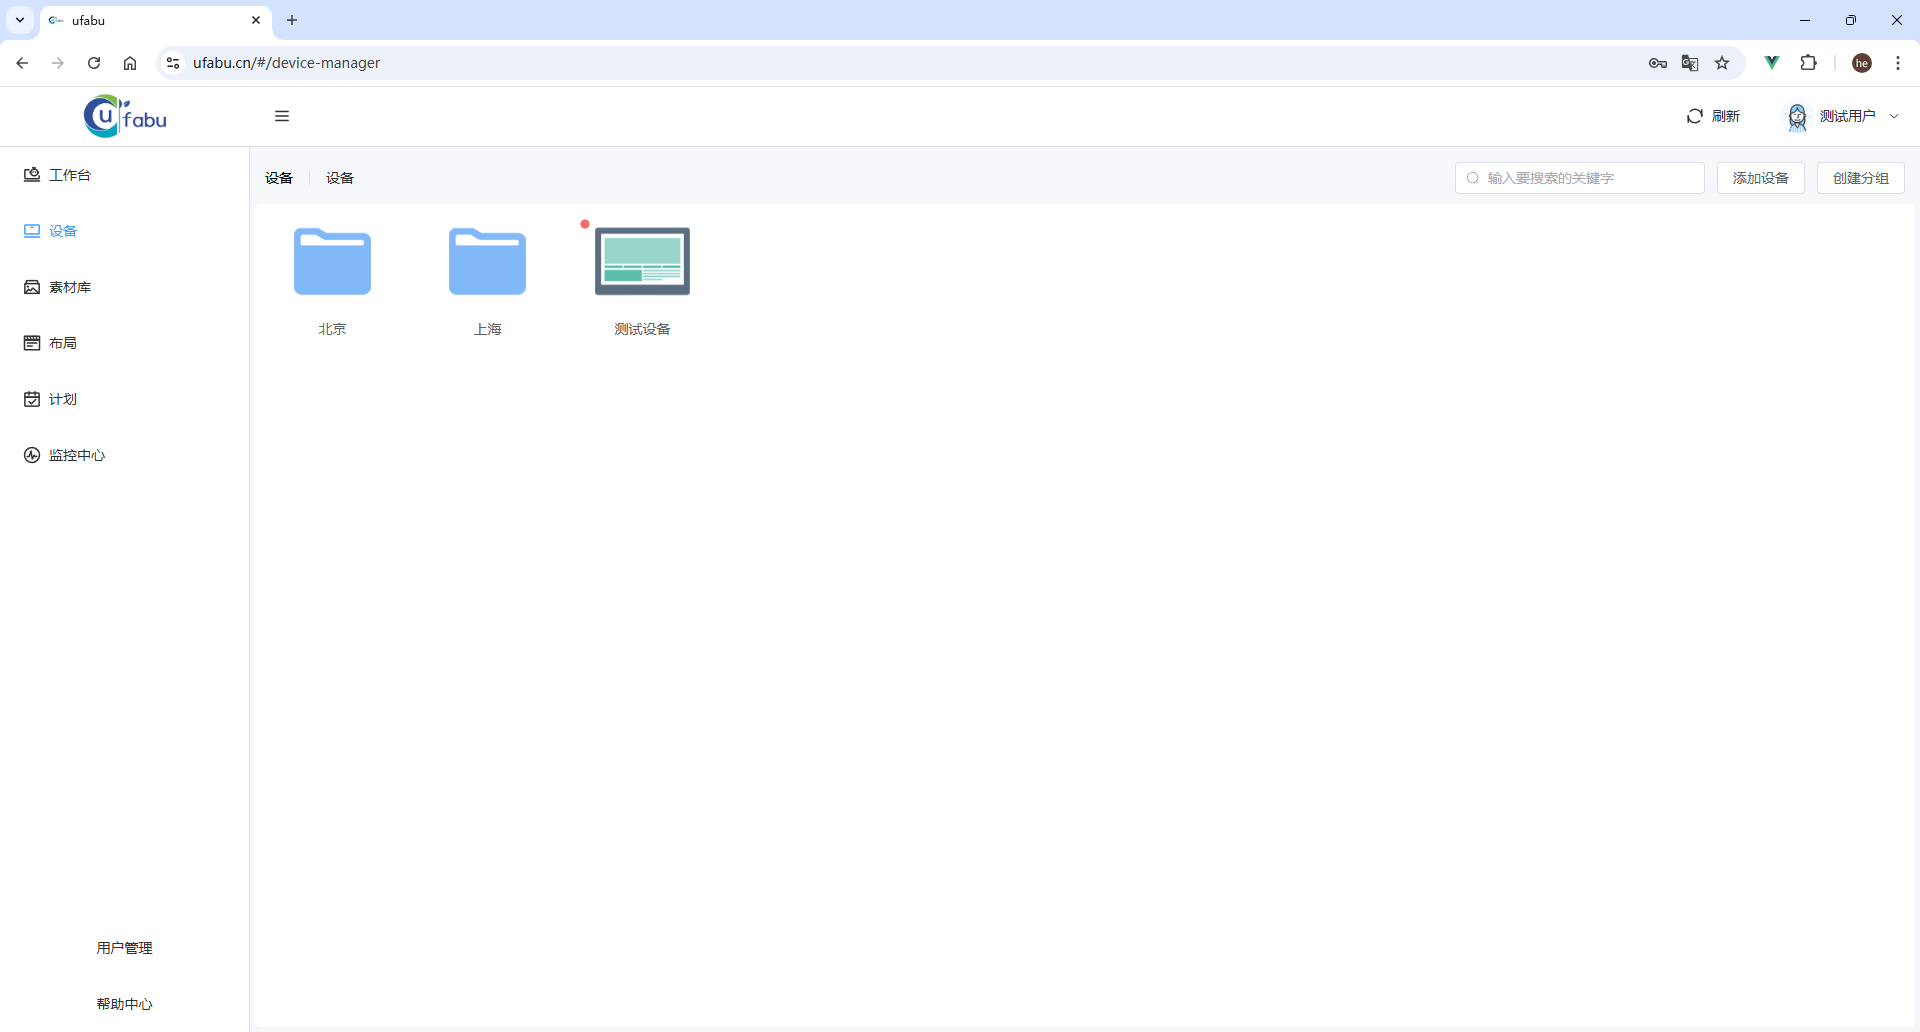 ufabu
ufabu.cn/#/device-manager
he
ufabu
刷新
测试用户
工作台
设备
素材库
布局
计划
监控中心
用户管理
帮助中心
设备 设备
输入要搜索的关键字
添加设备
创建分组
北京
上海
测试设备